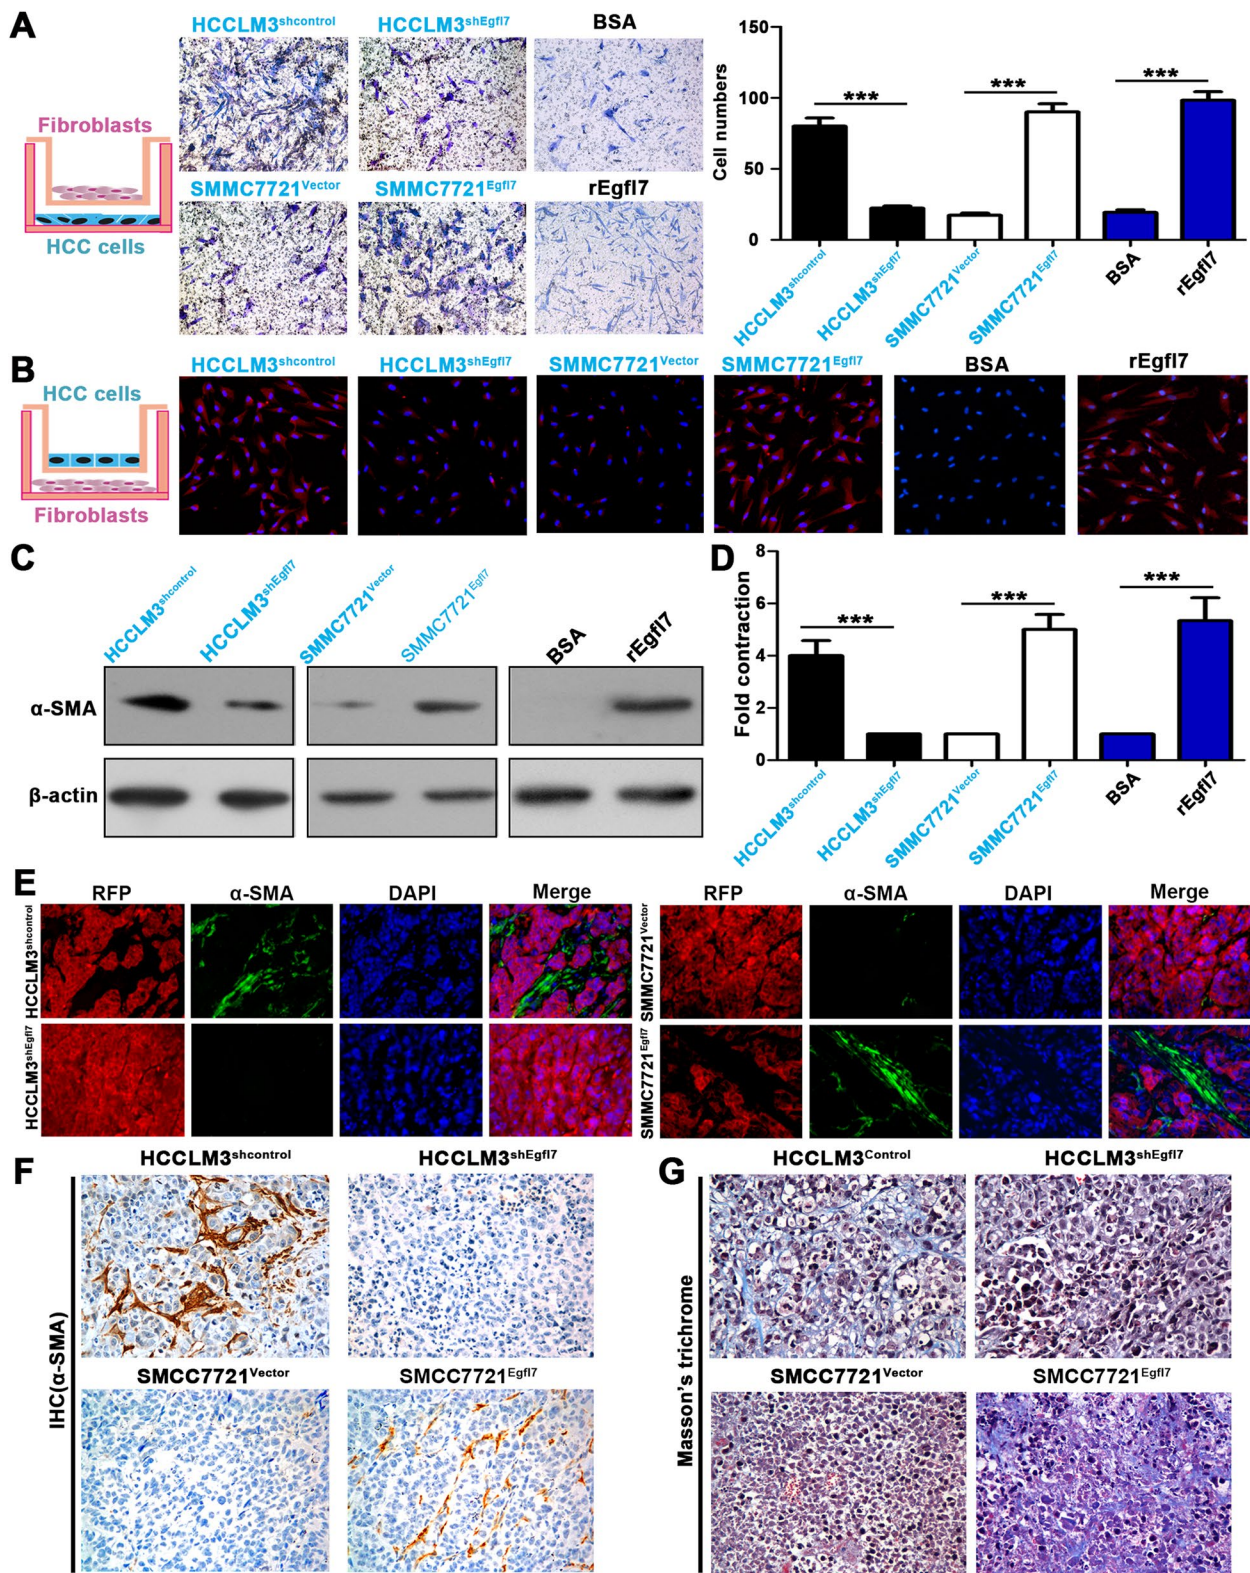 A
HCCLM3shcontrol
HCCLM3shEgfl7
BSA
Fibroblasts
HCC cells
SMMC7721Vector
SMMC7721Egfl7
rEgfl7
Cell numbers
150
100
50
0
***
***
***
HCCLM3shcontrol
HCCLM3shEgfl7
SMMC7721Vector
SMMC7721Egfl7
BSA
rEgfl7
B
HCC cells
Fibroblasts
HCCLM3shcontrol
HCCLM3shEgfl7
SMMC7721Vector
SMMC7721Egfl7
BSA
rEgfl7
C
HCCLM3shcontrol
HCCLM3shEgfl7
SMMC7721Vector
SMMC7721Egfl7
BSA
rEgfl7
α-SMA
β-actin
D
Fold contraction
8
6
4
2
0
***
***
***
HCCLM3shcontrol
HCCLM3shEgfl7
SMMC7721Vector
SMMC7721Egfl7
BSA
rEgfl7
E
RFP
α-SMA
DAPI
Merge
RFP
α-SMA
DAPI
Merge
HCCLM3shcontrol
HCCLM3shEgfl7
SMMC7721Vector
SMMC7721Egfl7
F
IHC(α-SMA)
HCCLM3shcontrol
HCCLM3shEgfl7
SMCC7721Vector
SMCC7721Egfl7
G
Masson's trichrome
HCCLM3Control
HCCLM3shEgfl7
SMCC7721Vector
SMCC7721Egfl7